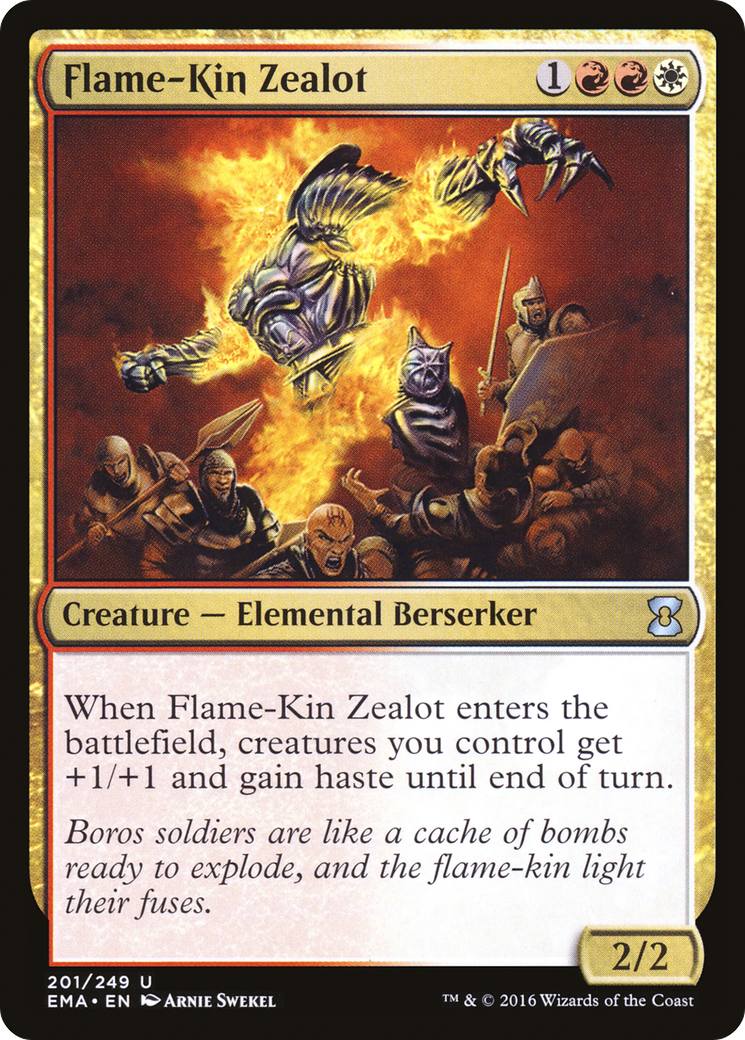 Flame-Kin Zealot
1
Creature — Elemental Berserker
When Flame-Kin Zealot enters the
battlefield, creatures you control get
+1/+1 and gain haste until end of turn.
Boros soldiers are like a cache of bombs
ready to explode, and the flame-kin light
their fuses.
2/2
201/249 U
EMA • EN Arnie Swekel
™ & © 2016 Wizards of the Coast